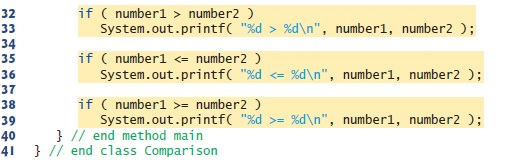 32 if ( number1 > number2 )
33 System.out.printf( "%d > %d\n", number1, number2 );
34
35 if ( number1 <= number2 )
36 System.out.printf( "%d <= %d\n", number1, number2 );
37
38 if ( number1 >= number2 )
39 System.out.printf( "%d >= %d\n", number1, number2 );
40 } // end method main
41 } // end class Comparison